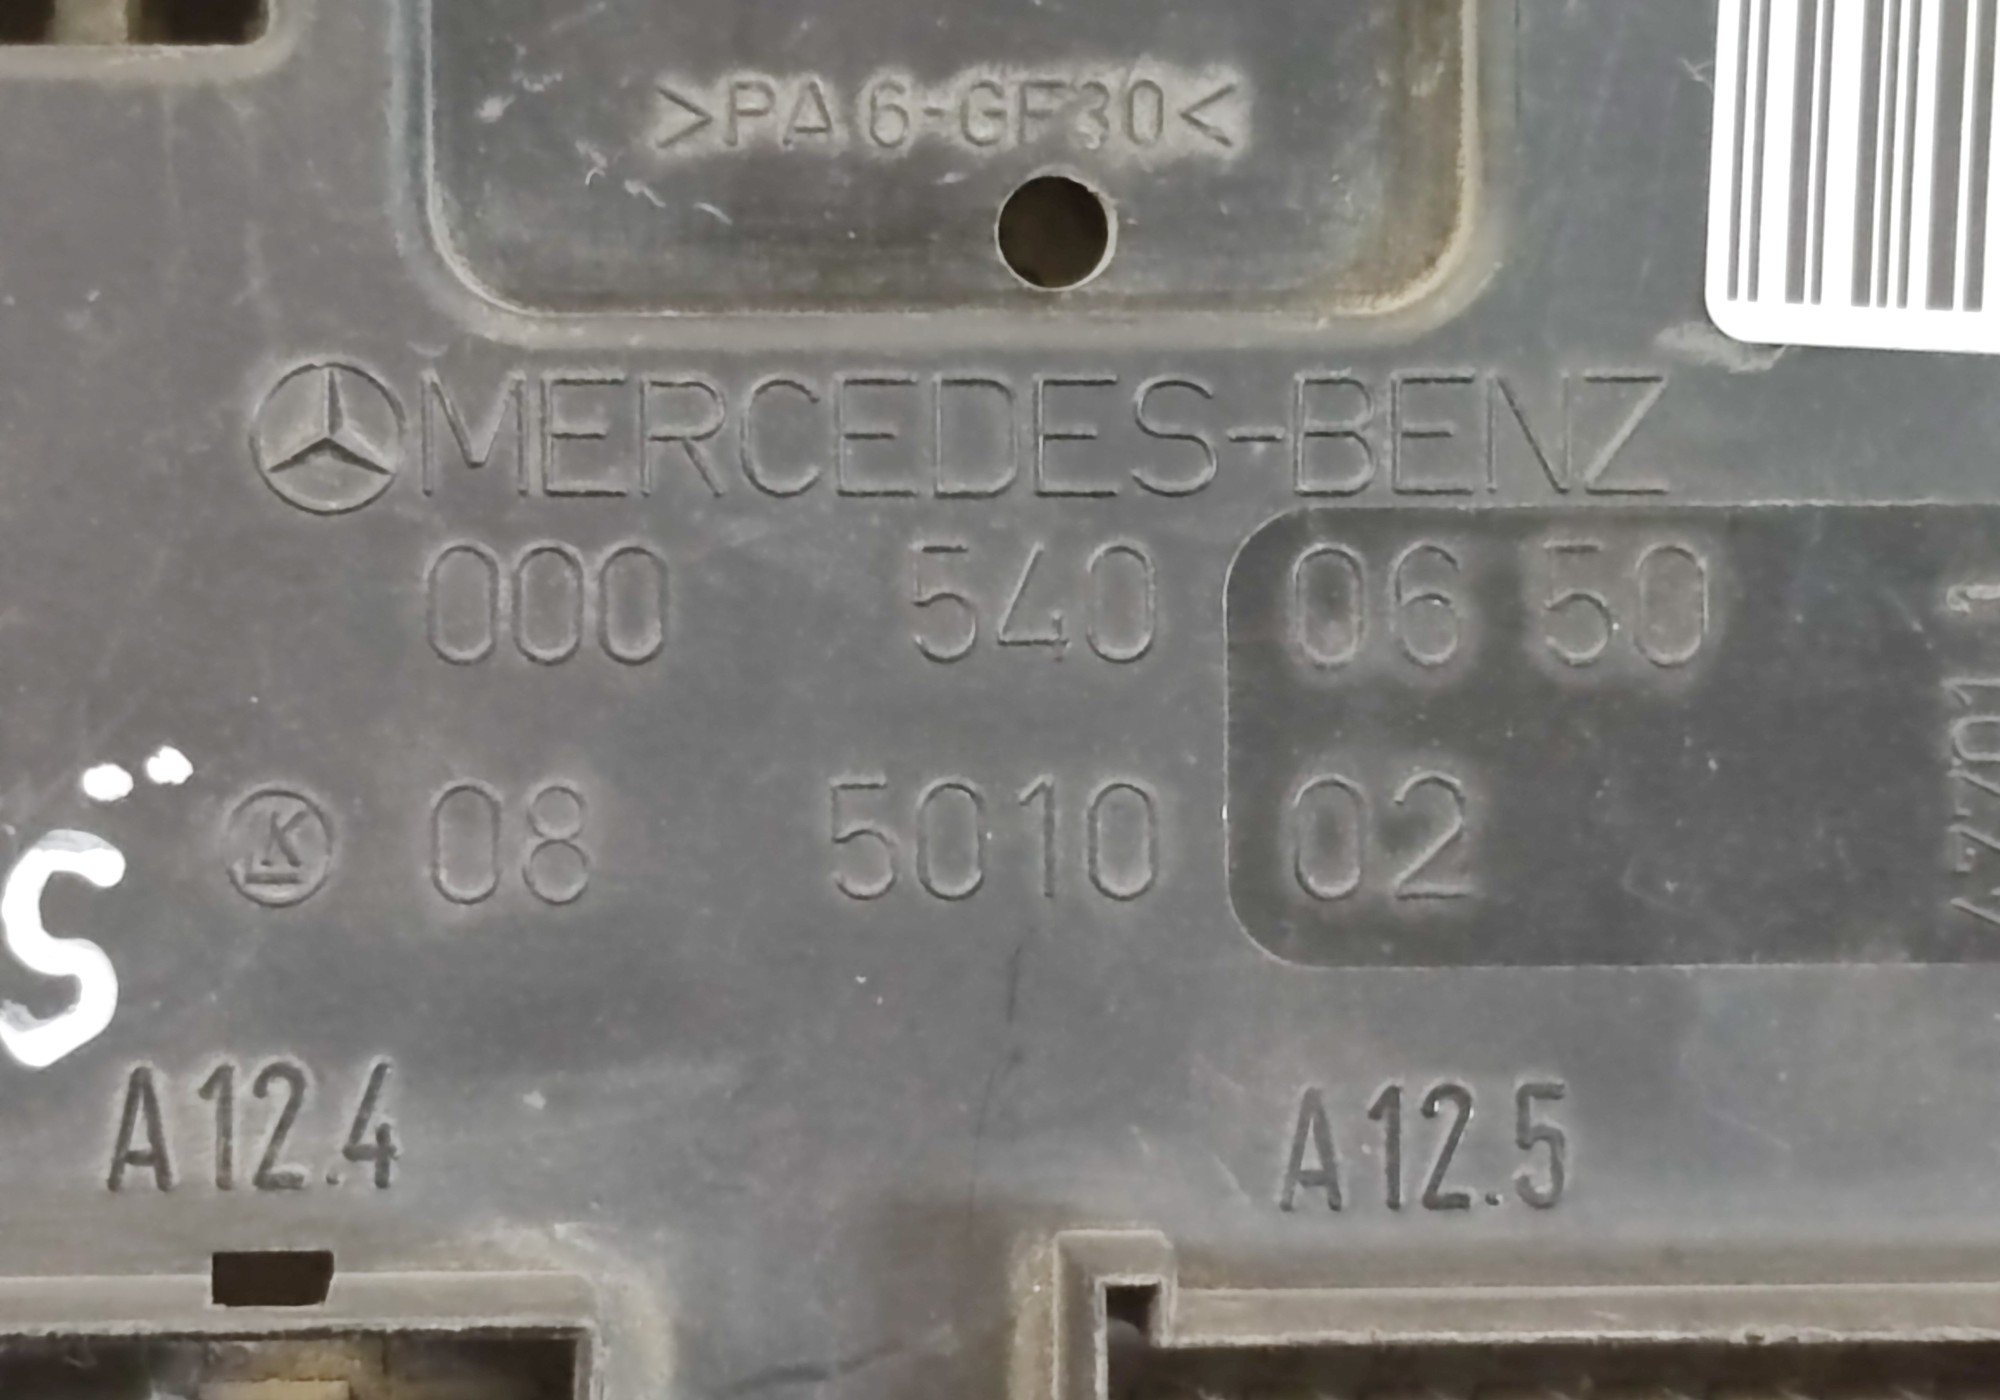 >PA 6-GF30<
MERCEDES-BENZ
000 540 06 50
K 08 5010 02
S
A12.4
A12.5